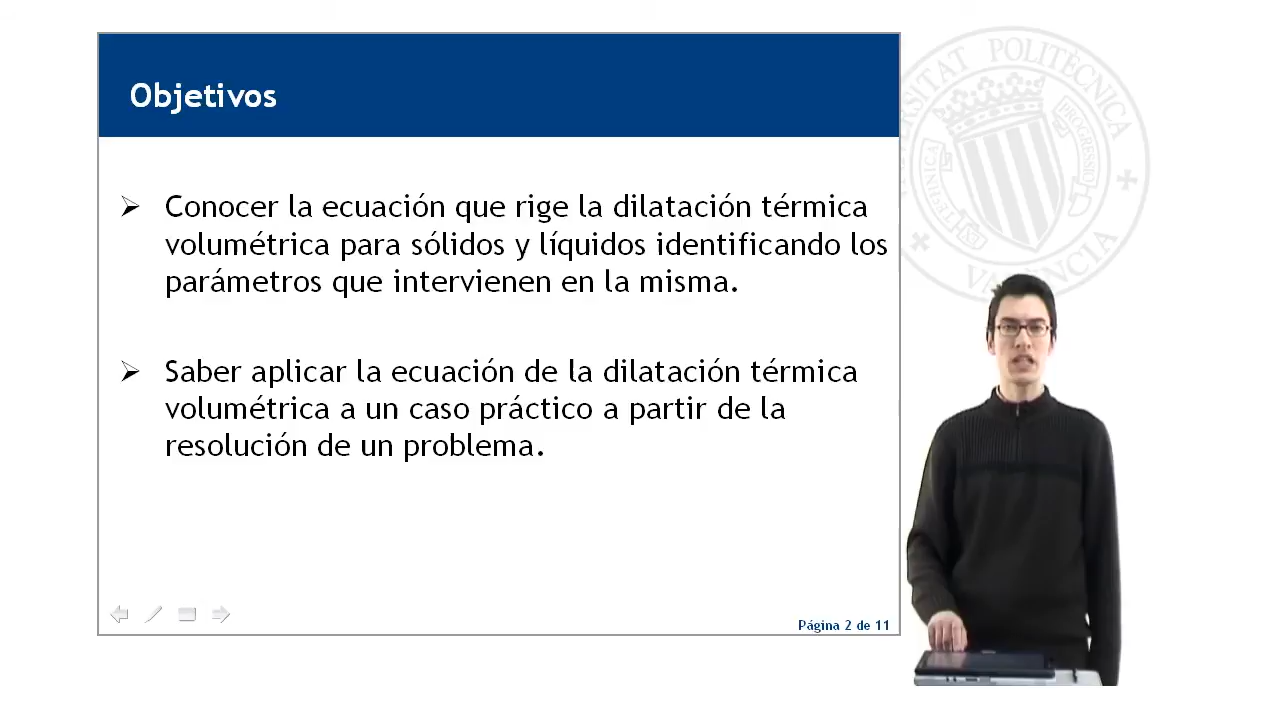 Objetivos
Conocer la ecuación que rige la dilatación térmica
volumétrica para sólidos y líquidos identificando los
parámetros que intervienen en la misma.
Saber aplicar la ecuación de la dilatación térmica
volumétrica a un caso práctico a partir de la
resolución de un problema.
Página 2 de 11
POLITÈCNICA